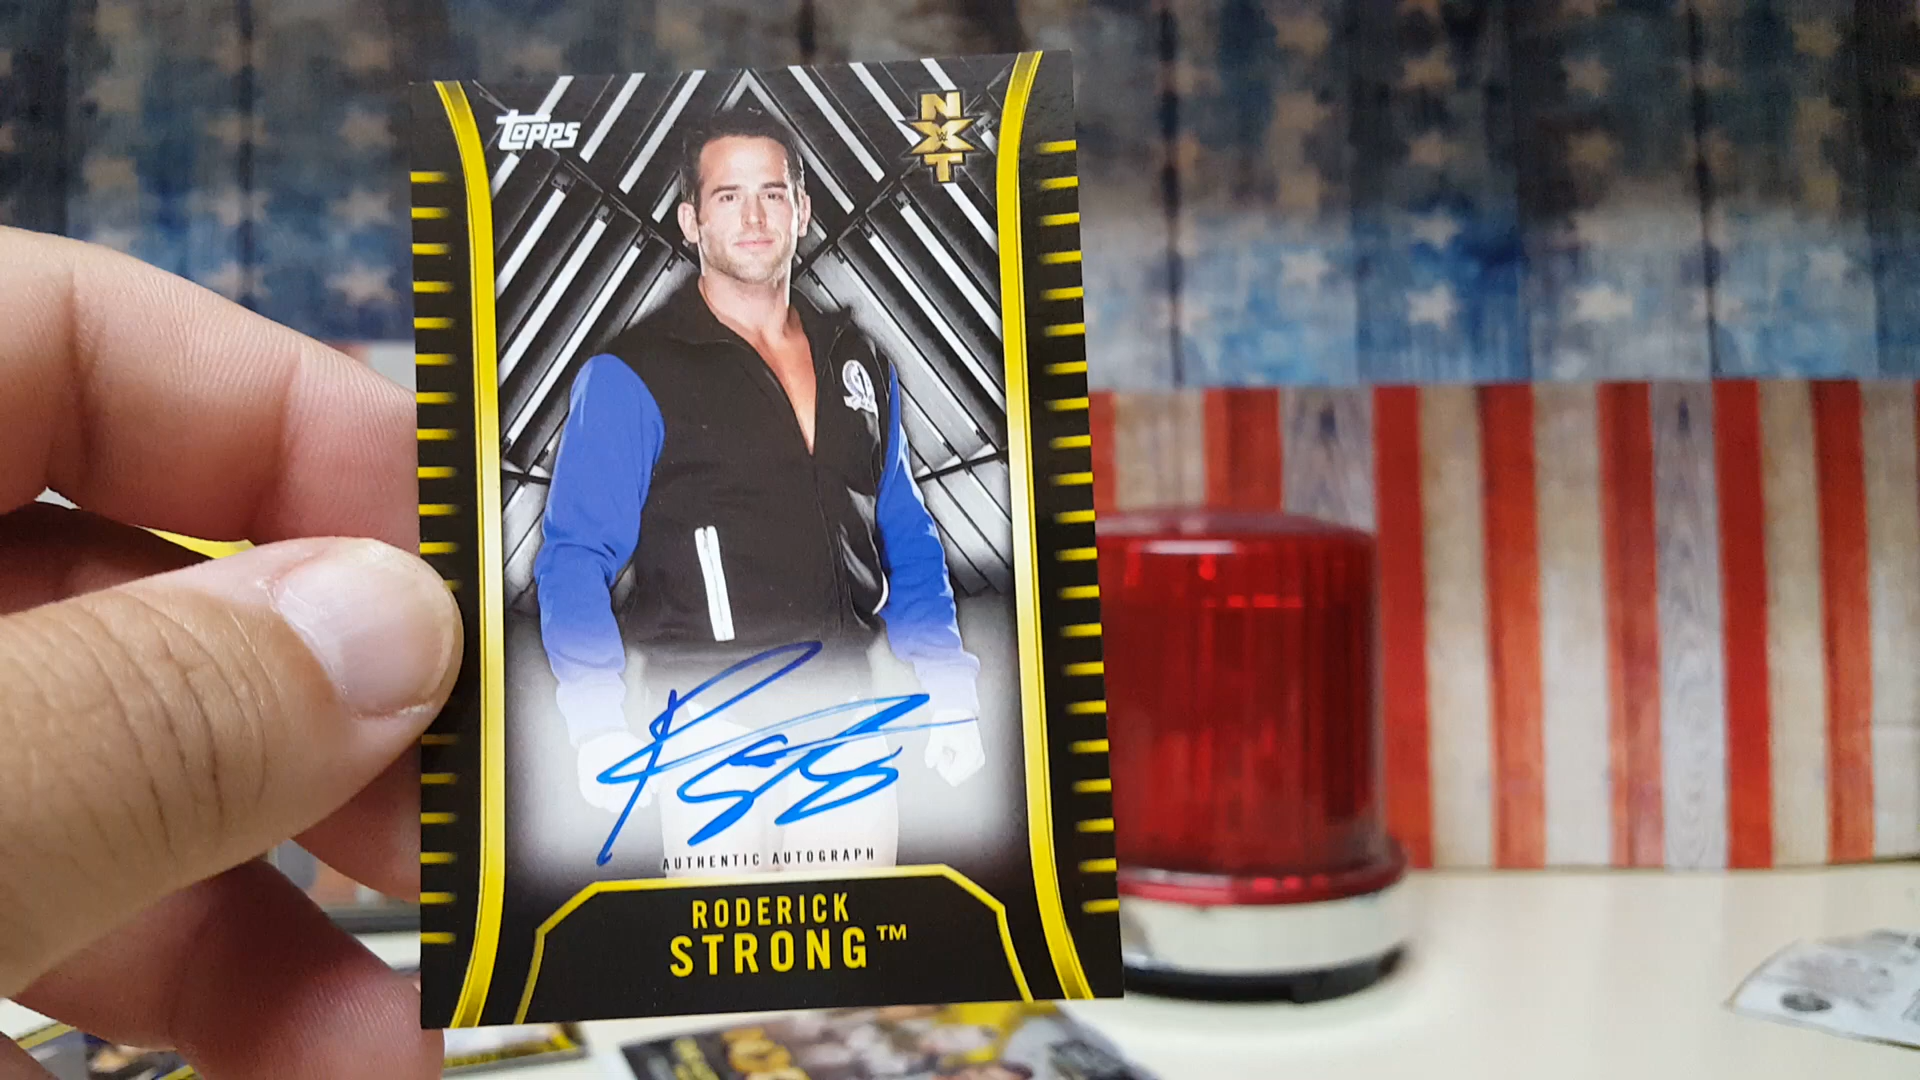 Topps
NXT
AUTHENTIC AUTOGRAPH
RODERICK
STRONG™